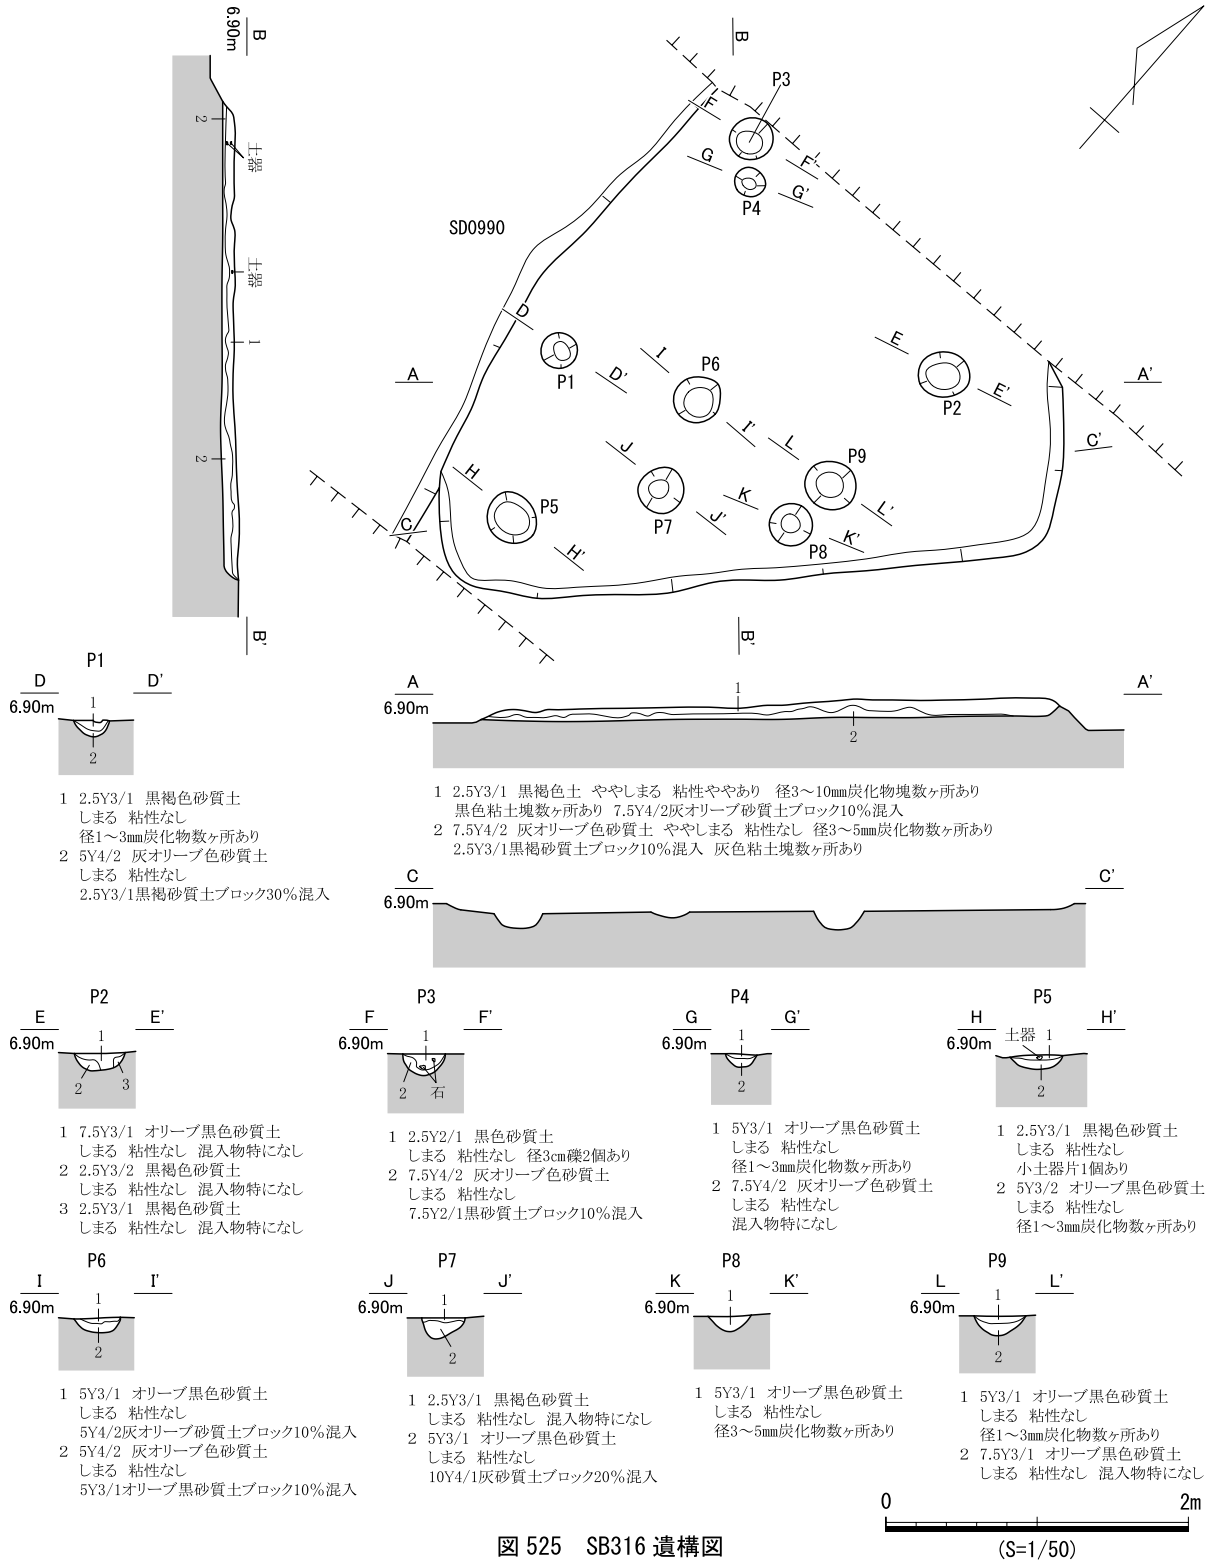 B
6.90m
2
土器
土器
1
2
B'
B
P3
F
F'
G
G'
P4
SD0990
D
I
E
P1
D'
P6
E'
P2
A
A'
I'
L
C'
J
P9
H
K
P5
P7
J'
L'
C
P8
K'
H'
B'
P1
D D'
6.90m
1
2
1 2.5Y3/1 黒褐色砂質土
しまる 粘性なし
径1～3mm炭化物数ヶ所あり
2 5Y4/2 灰オリーブ色砂質土
しまる 粘性なし
2.5Y3/1黒褐砂質土ブロック30%混入
A A'
6.90m
1
2
1 2.5Y3/1 黒褐色土 ややしまる 粘性ややあり 径3～10mm炭化物塊数ヶ所あり
黒色粘土塊数ヶ所あり 7.5Y4/2灰オリーブ砂質土ブロック10%混入
2 7.5Y4/2 灰オリーブ色砂質土 ややしまる 粘性なし 径3～5mm炭化物数ヶ所あり
2.5Y3/1黒褐砂質土ブロック10%混入 灰色粘土塊数ヶ所あり
C C'
6.90m
P2
E E'
6.90m
1
2 3
1 7.5Y3/1 オリーブ黒色砂質土
しまる 粘性なし 混入物特になし
2 2.5Y3/2 黒褐色砂質土
しまる 粘性なし 混入物特になし
3 2.5Y3/1 黒褐色砂質土
しまる 粘性なし 混入物特になし
P3
F F'
6.90m
1
2 石
1 2.5Y2/1 黒色砂質土
しまる 粘性なし 径3cm礫2個あり
2 7.5Y4/2 灰オリーブ色砂質土
しまる 粘性なし
7.5Y2/1黒砂質土ブロック10%混入
P4
G G'
6.90m
1
2
1 5Y3/1 オリーブ黒色砂質土
しまる 粘性なし
径1～3mm炭化物数ヶ所あり
2 7.5Y4/2 灰オリーブ色砂質土
しまる 粘性なし
混入物特になし
P5
H H'
6.90m
土器 1
2
1 2.5Y3/1 黒褐色砂質土
しまる 粘性なし
小土器片1個あり
2 5Y3/2 オリーブ黒色砂質土
しまる 粘性なし
径1～3mm炭化物数ヶ所あり
P6
I I'
6.90m
1
2
1 5Y3/1 オリーブ黒色砂質土
しまる 粘性なし
5Y4/2灰オリーブ砂質土ブロック10%混入
2 5Y4/2 灰オリーブ色砂質土
しまる 粘性なし
5Y3/1オリーブ黒砂質土ブロック10%混入
P7
J J'
6.90m
1
2
1 2.5Y3/1 黒褐色砂質土
しまる 粘性なし 混入物特になし
2 5Y3/1 オリーブ黒色砂質土
しまる 粘性なし
10Y4/1灰砂質土ブロック20%混入
P8
K K'
6.90m
1
1 5Y3/1 オリーブ黒色砂質土
しまる 粘性なし
径3～5mm炭化物数ヶ所あり
P9
L L'
6.90m
1
2
1 5Y3/1 オリーブ黒色砂質土
しまる 粘性なし
径1～3mm炭化物数ヶ所あり
2 7.5Y3/1 オリーブ黒色砂質土
しまる 粘性なし 混入物特になし
0 2m
(S=1/50)
図 525 SB316 遺構図